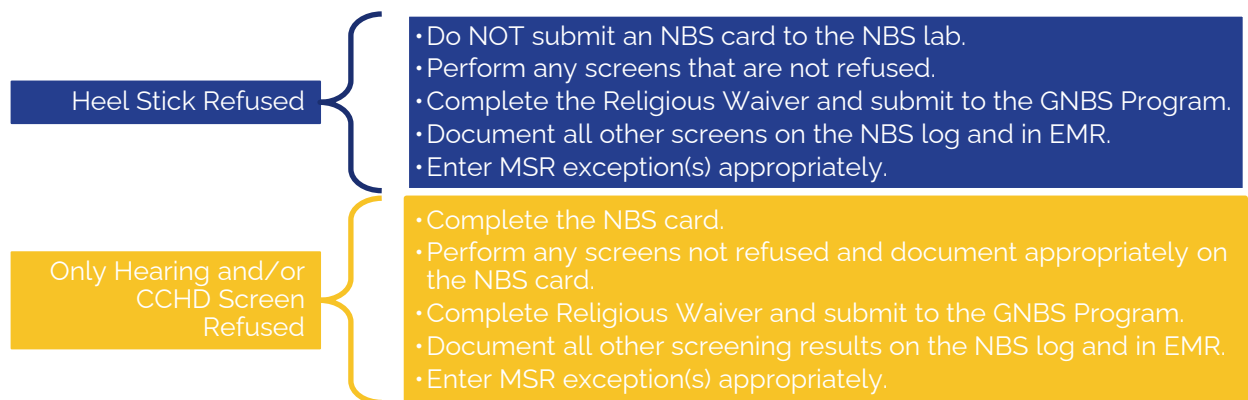 Heel Stick Refused
•Do NOT submit an NBS card to the NBS lab.
•Perform any screens that are not refused.
•Complete the Religious Waiver and submit to the GNBS Program.
•Document all other screens on the NBS log and in EMR.
•Enter MSR exception(s) appropriately.
Only Hearing and/or
CCHD Screen
Refused
•Complete the NBS card.
•Perform any screens not refused and document appropriately on
the NBS card.
•Complete Religious Waiver and submit to the GNBS Program.
•Document all other screening results on the NBS log and in EMR.
•Enter MSR exception(s) appropriately.